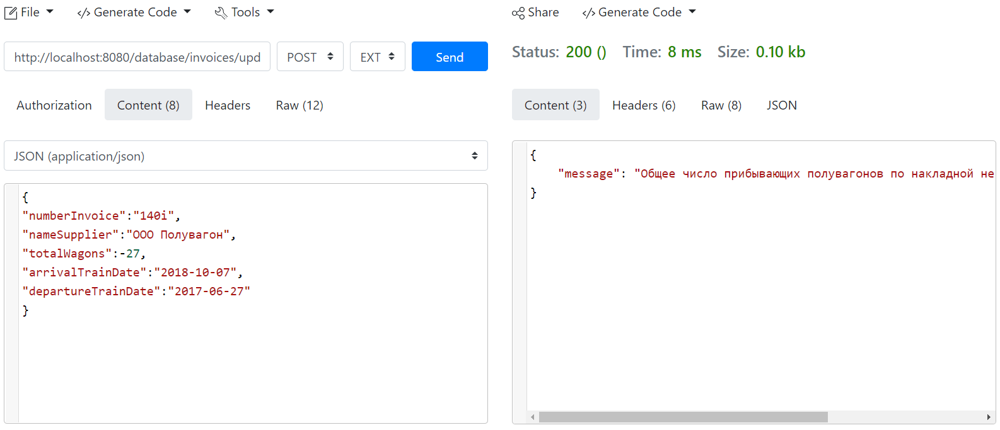 File
</> Generate Code
Tools
http://localhost:8080/database/invoices/upd
POST
EXT
Send
Authorization
Content (8)
Headers
Raw (12)
JSON (application/json)
{
"numberInvoice":"140i",
"nameSupplier":"ООО Полувагон",
"totalWagons":-27,
"arrivalTrainDate":"2018-10-07",
"departureTrainDate":"2017-06-27"
}
Share
</> Generate Code
Status: 200 () Time: 8 ms Size: 0.10 kb
Content (3)
Headers (6)
Raw (8)
JSON
{
"message": "Общее число прибывающих полувагонов по накладной не
}